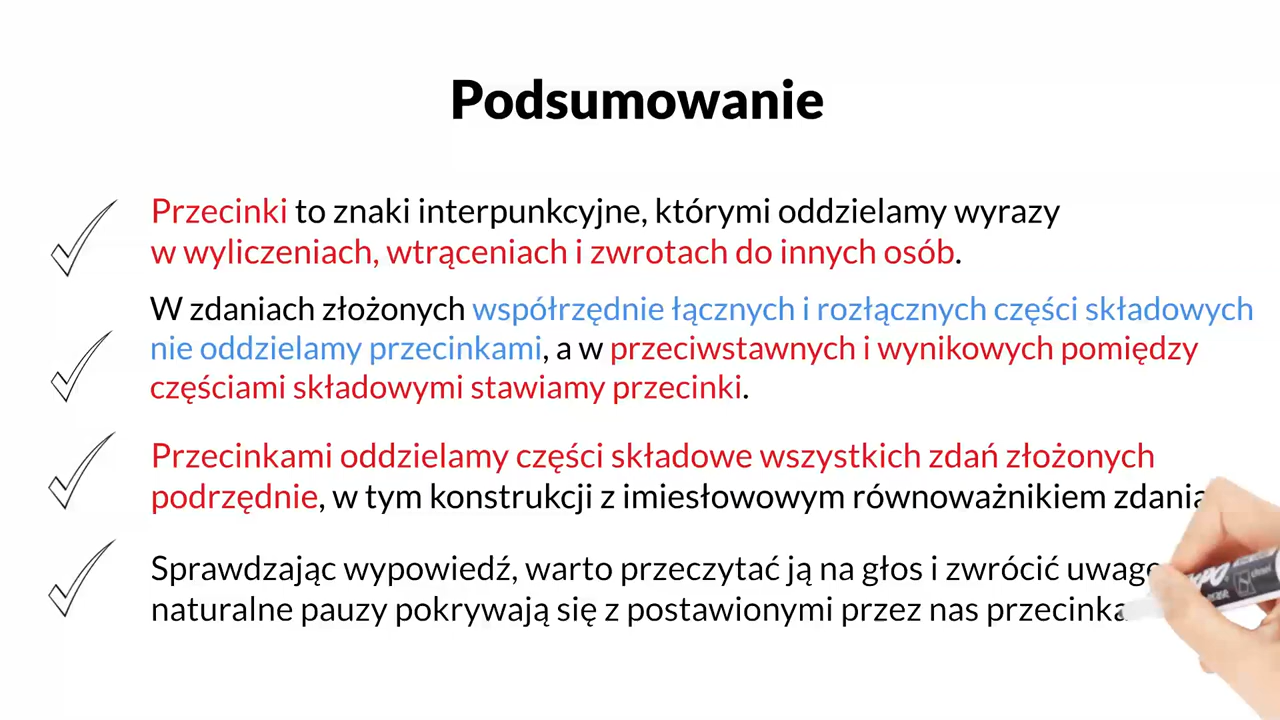 Podsumowanie
Przecinki to znaki interpunkcyjne, którymi oddzielamy wyrazy
w wyliczeniach, wtrąceniach i zwrotach do innych osób.
W zdaniach złożonych współrzędnie łącznych i rozłącznych części składowych
nie oddzielamy przecinkami, a w przeciwstawnych i wynikowych pomiędzy
częściami składowymi stawiamy przecinki.
Przecinkami oddzielamy części składowe wszystkich zdań złożonych
podrzędnie, w tym konstrukcji z imiesłowowym równoważnikiem zdania
Sprawdzając wypowiedź, warto przeczytać ją na głos i zwrócić uwagę
naturalne pauzy pokrywają się z postawionymi przez nas przecinka